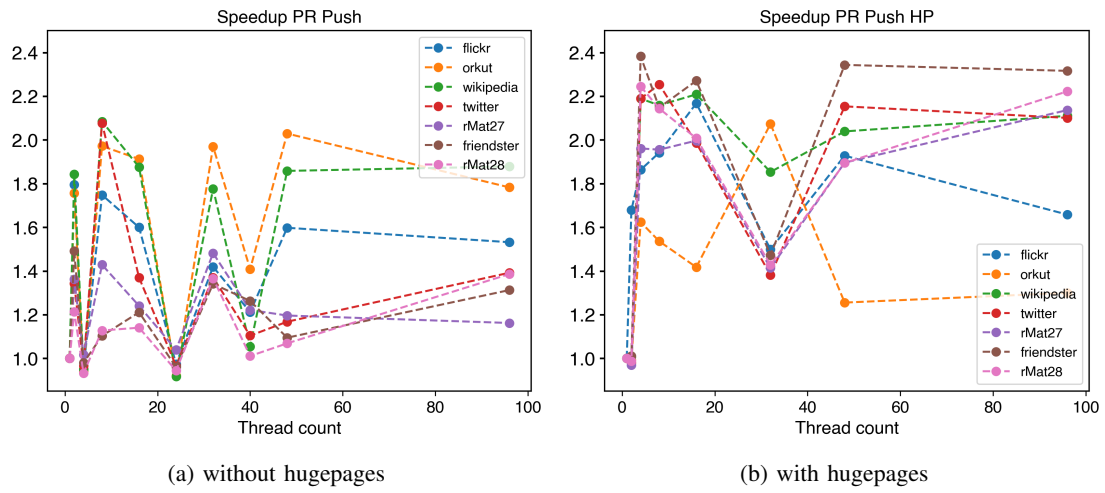 Speedup PR Push
2.4
2.2
2.0
1.8
1.6
1.4
1.2
1.0
flickr
orkut
wikipedia
twitter
rMat27
friendster
rMat28
0 20 40 60 80 100
Thread count
(a) without hugepages
Speedup PR Push HP
2.4
2.2
2.0
1.8
1.6
1.4
1.2
1.0
flickr
orkut
wikipedia
twitter
rMat27
friendster
rMat28
0 20 40 60 80 100
Thread count
(b) with hugepages